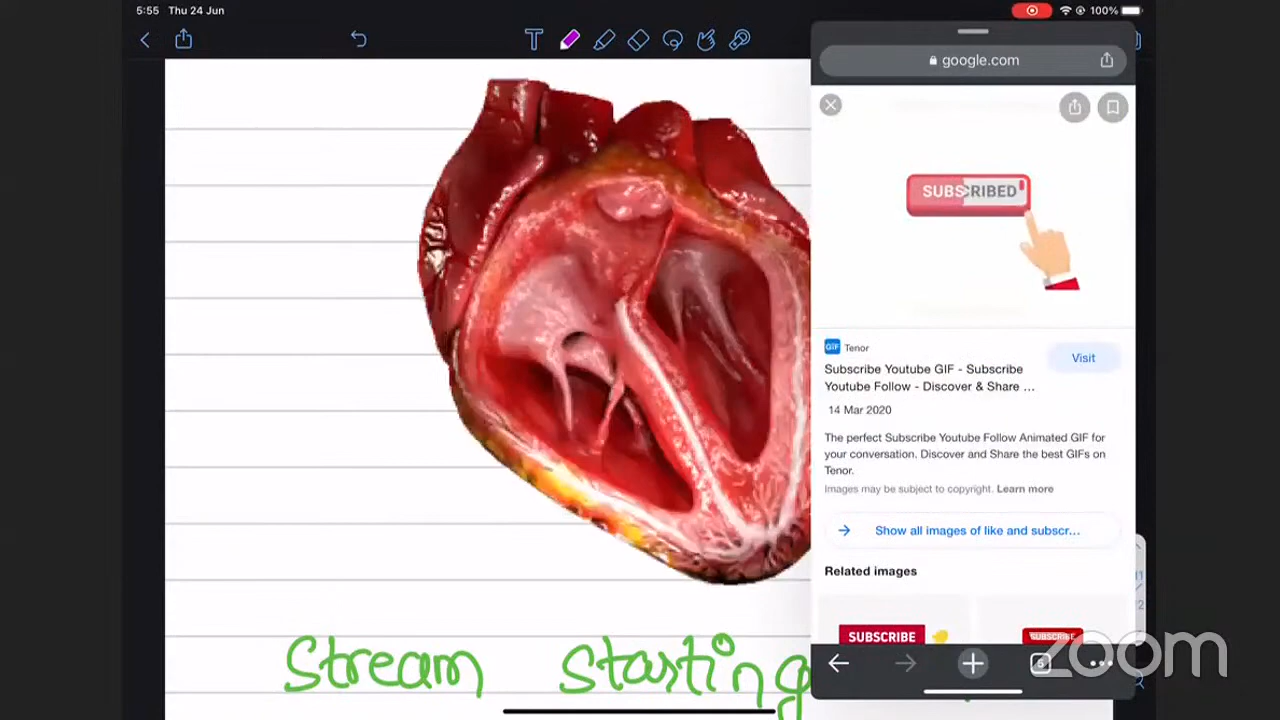 5:55 Thu 24 Jun
100%
T
google.com
SUBSCRIBED
GIF Tenor
Visit
Subscribe Youtube GIF - Subscribe
Youtube Follow - Discover & Share ...
14 Mar 2020
The perfect Subscribe Youtube Follow Animated GIF for
your conversation. Discover and Share the best GIFs on
Tenor.
Images may be subject to copyright. Learn more
Show all images of like and subscr...
Related images
SUBSCRIBE
SUBSCRIBE
Stream Starting
zoom